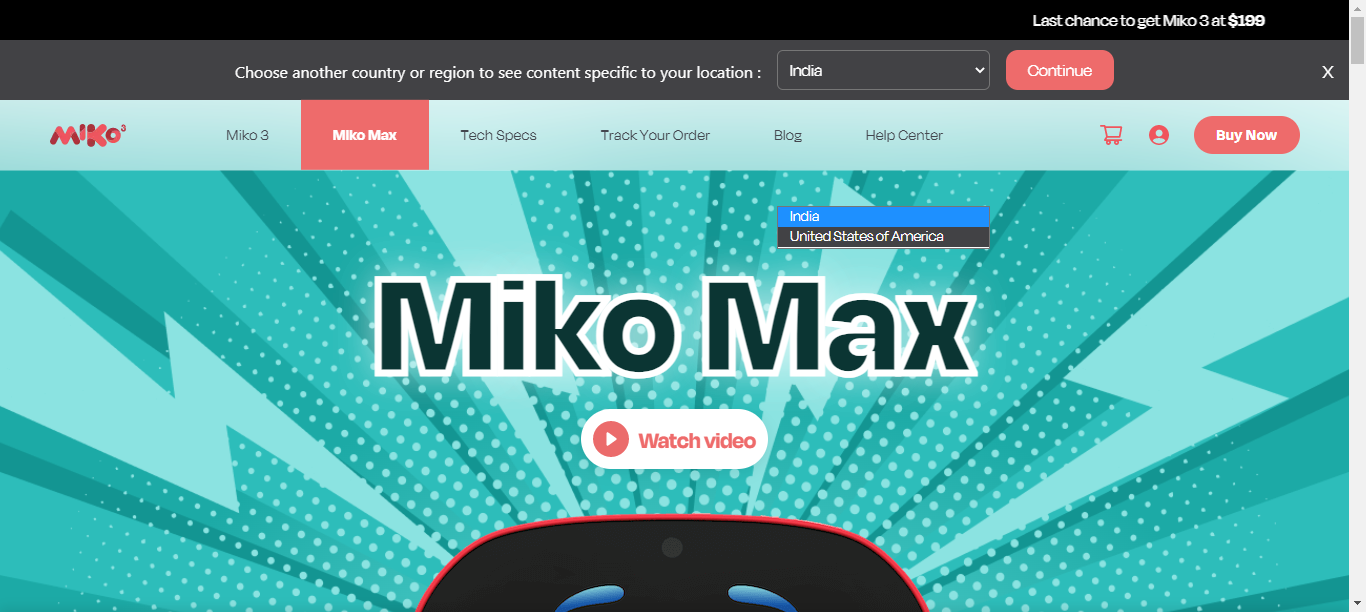 Last chance to get Miko 3 at $199
Choose another country or region to see content specific to your location :
India
Continue
X
MIKO3
Miko 3
MIko Max
Tech Specs
Track Your Order
Blog
Help Center
Buy Now
India
United States of America
Miko Max
Watch video